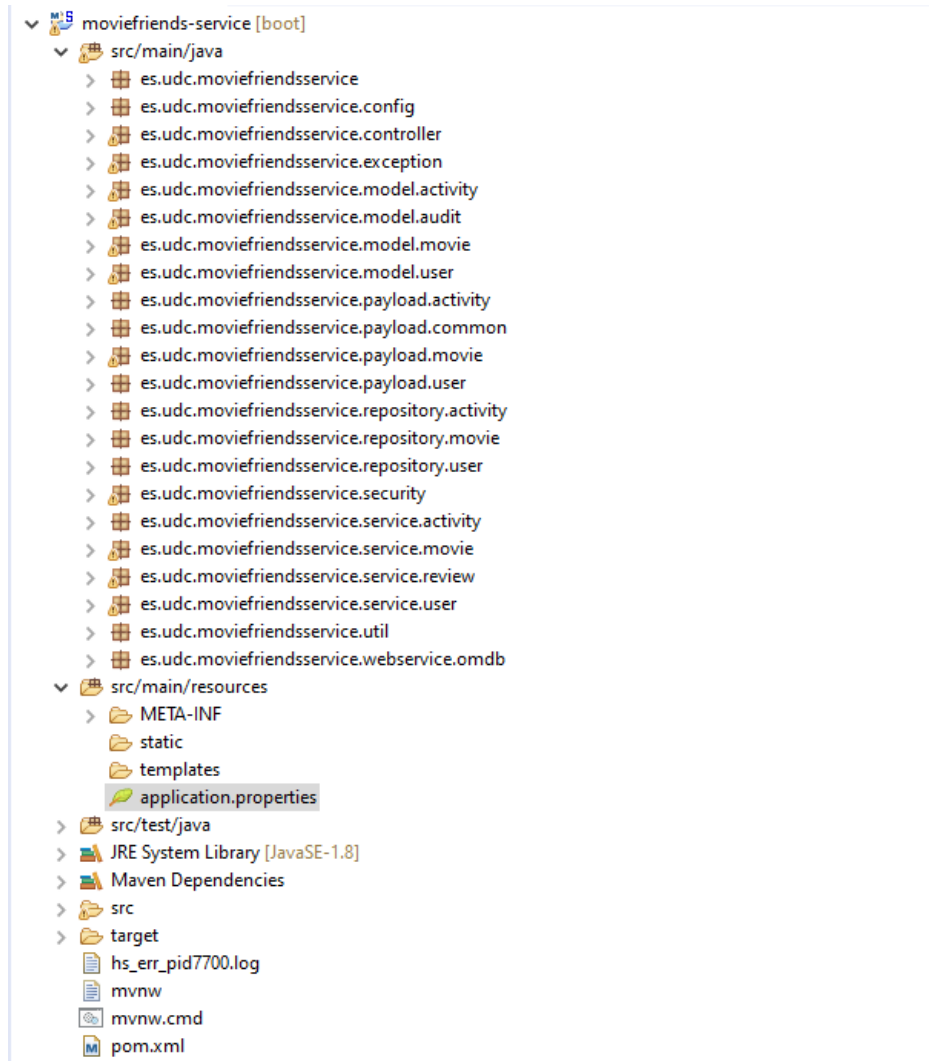 moviefriends-service [boot]
src/main/java
es.udc.moviefriendsservice
es.udc.moviefriendsservice.config
es.udc.moviefriendsservice.controller
es.udc.moviefriendsservice.exception
es.udc.moviefriendsservice.model.activity
es.udc.moviefriendsservice.model.audit
es.udc.moviefriendsservice.model.movie
es.udc.moviefriendsservice.model.user
es.udc.moviefriendsservice.payload.activity
es.udc.moviefriendsservice.payload.common
es.udc.moviefriendsservice.payload.movie
es.udc.moviefriendsservice.payload.user
es.udc.moviefriendsservice.repository.activity
es.udc.moviefriendsservice.repository.movie
es.udc.moviefriendsservice.repository.user
es.udc.moviefriendsservice.security
es.udc.moviefriendsservice.service.activity
es.udc.moviefriendsservice.service.movie
es.udc.moviefriendsservice.service.review
es.udc.moviefriendsservice.service.user
es.udc.moviefriendsservice.util
es.udc.moviefriendsservice.webservice.omdb
src/main/resources
META-INF
static
templates
application.properties
src/test/java
JRE System Library [JavaSE-1.8]
Maven Dependencies
src
target
hs_err_pid7700.log
mvnw
mvnw.cmd
pom.xml